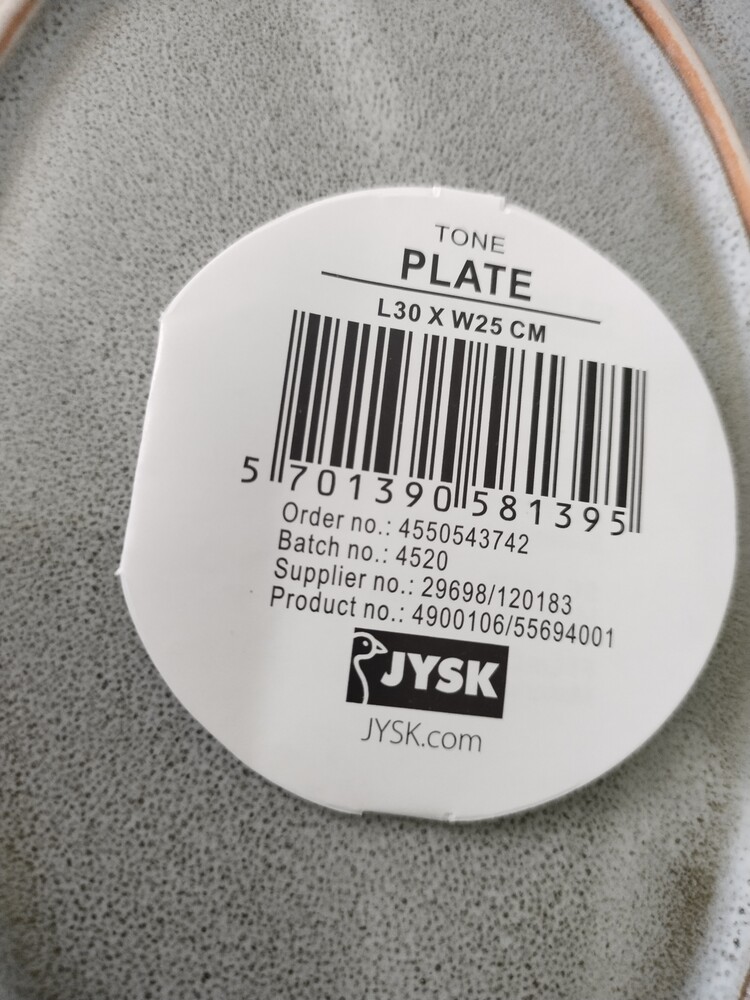 TONE
PLATE
L30 X W25 CM
5 701390 581395
Order no.: 4550543742
Batch no.: 4520
Supplier no.: 29698/120183
Product no.: 4900106/55694001
JYSK
JYSK.com